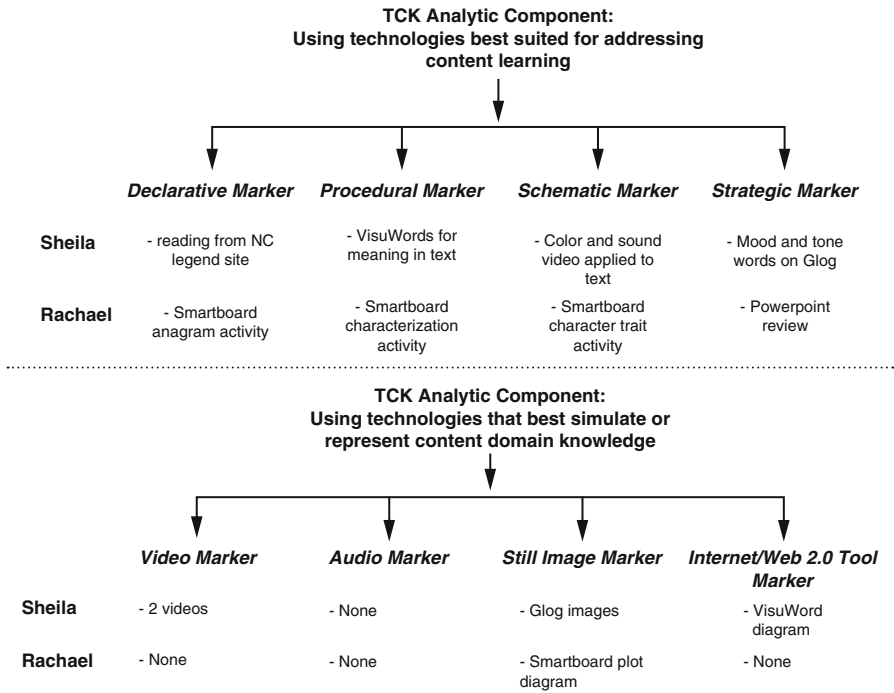 TCK Analytic Component:
Using technologies best suited for addressing
content learning
Declarative Marker Procedural Marker Schematic Marker Strategic Marker
Sheila
- reading from NC
legend site
- VisuWords for
meaning in text
- Color and sound
video applied to
text
- Mood and tone
words on Glog
Rachael
- Smartboard
anagram activity
- Smartboard
characterization
activity
- Smartboard
character trait
activity
- Powerpoint
review
TCK Analytic Component:
Using technologies that best simulate or
represent content domain knowledge
Video Marker Audio Marker Still Image Marker Internet/Web 2.0 Tool
Marker
Sheila
- 2 videos
- None
- Glog images
- VisuWord
diagram
Rachael
- None
- None
- Smartboard plot
diagram
- None